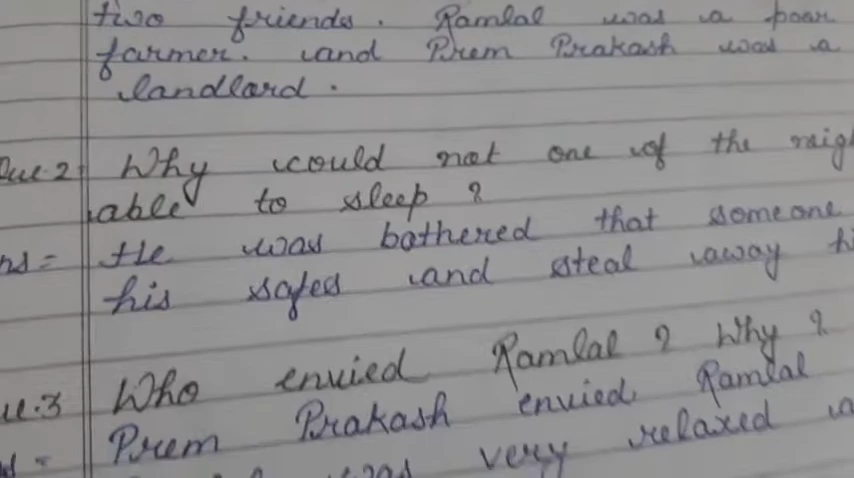 two friends. Ramlal was a poor
farmer. and Prem Prakash was a
landlard.
Que.2 Why could not one of the
able to sleep ?
He was bothered that someone
his safes and steal away
Who envied Ramlal ? Why ?
Prem Prakash envied Ramlal
was very relaxed